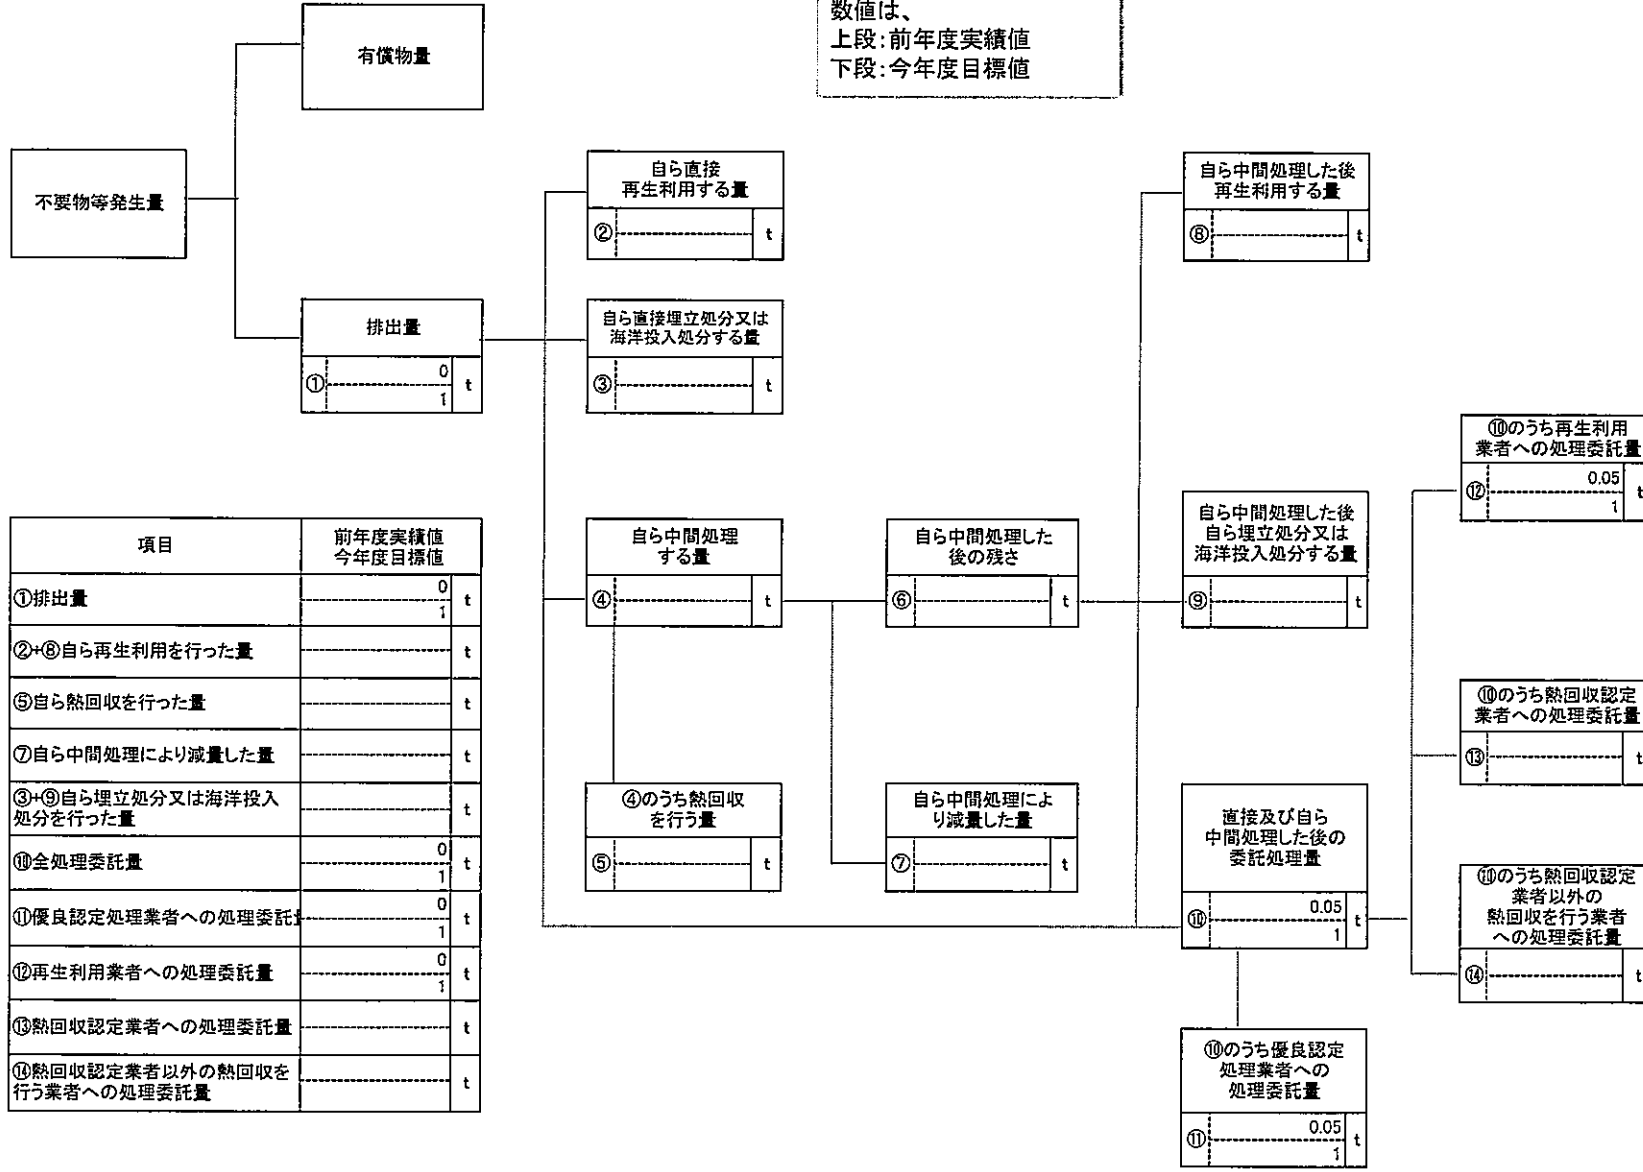 数値は、
上段:前年度実績値
下段:今年度目標値
有償物量
不要物等発生量
自ら直接
再生利用する量
② t
自ら中間処理した後
再生利用する量
⑧ t
排出量
① 0 t
1
自ら直接埋立処分又は
海洋投入処分する量
③ t
⑩のうち再生利用
業者への処理委託量
⑫ 0.05 t
1
自ら中間処理
する量
④ t
自ら中間処理した
後の残さ
⑥ t
自ら中間処理した後
自ら埋立処分又は
海洋投入処分する量
⑨ t
⑩のうち熱回収認定
業者への処理委託量
⑬ t
④のうち熱回収
を行う量
⑤ t
自ら中間処理によ
り減量した量
⑦ t
直接及び自ら
中間処理した後の
委託処理量
⑩ 0.05 t
1
⑩のうち熱回収認定
業者以外の
熱回収を行う業者
への処理委託量
⑭ t
⑩のうち優良認定
処理業者への
処理委託量
⑪ 0.05 t
1
項目
前年度実績値
今年度目標値
①排出量 0 t
1
②+⑧自ら再生利用を行った量 t
⑤自ら熱回収を行った量 t
⑦自ら中間処理により減量した量 t
③+⑨自ら埋立処分又は海洋投入
処分を行った量 t
⑩全処理委託量 0 t
1
⑪優良認定処理業者への処理委託 0 t
1
⑫再生利用業者への処理委託量 0 t
1
⑬熱回収認定業者への処理委託量 t
⑭熱回収認定業者以外の熱回収を
行う業者への処理委託量 t